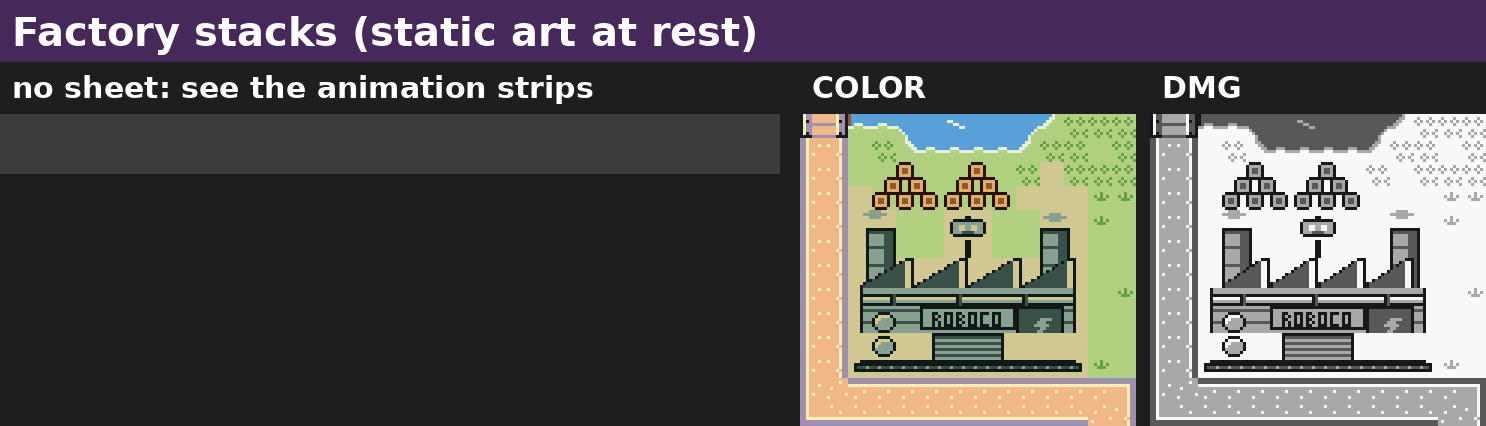 Factory stacks (static art at rest)
no sheet: see the animation strips
COLOR
DMG
ROBOCO
ROBOCO